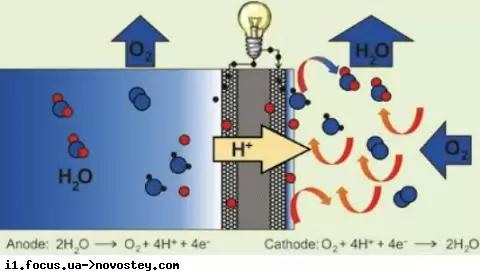 O₂
H₂O
H₂O
H⁺
O₂
Anode: 2H₂O ⟶ O₂ + 4H⁺ + 4e⁻
Cathode: O₂ + 4H⁺ + 4e⁻ ⟶ 2H₂O
i1.focus.ua->novostey.com